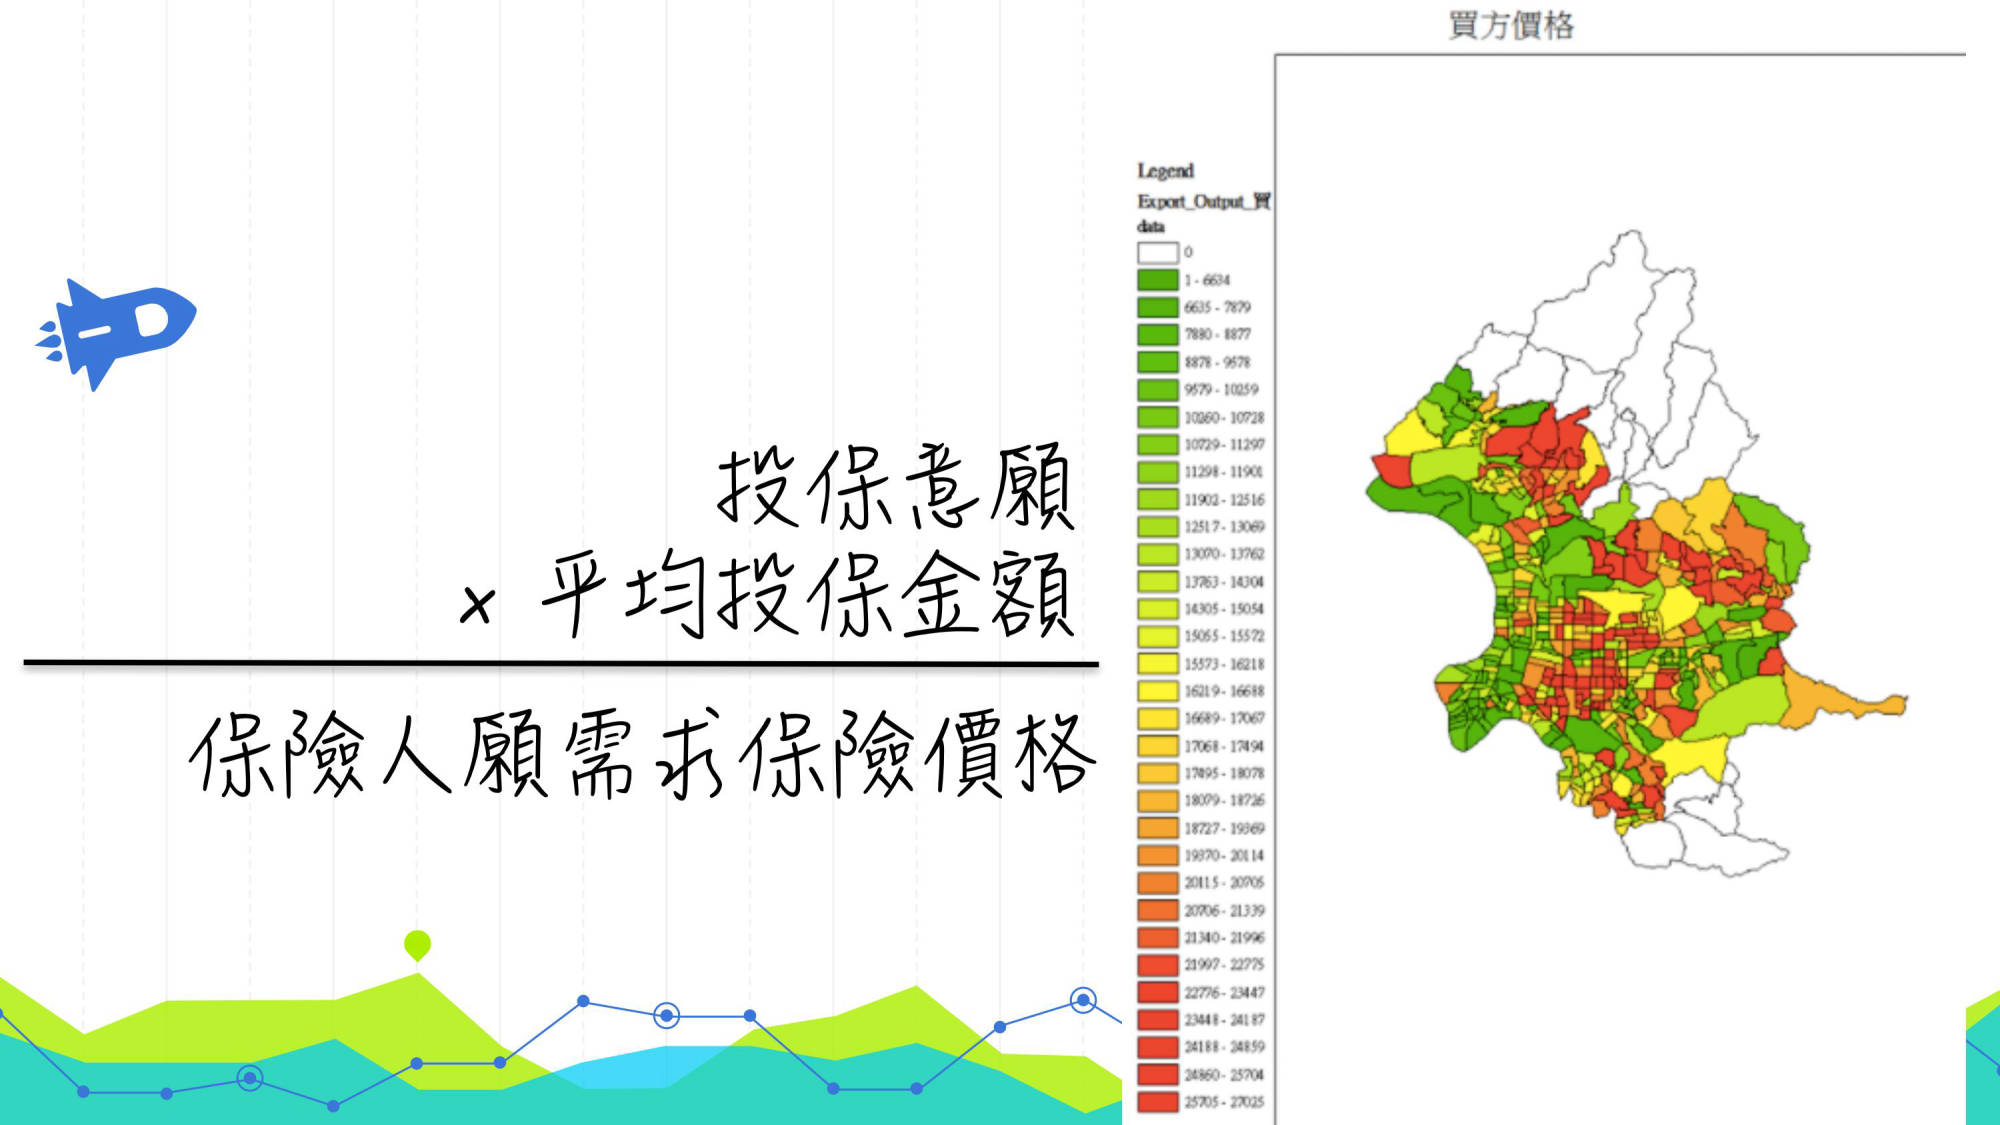 投保意願
× 平均投保金額
保險人願需求保險價格
買方價格
Legend
Export_Output_買
data
0
1 - 6634
6635 - 7879
7880 - 8877
8878 - 9578
9579 - 10259
10260 - 10728
10729 - 11297
11298 - 11901
11902 - 12516
12517 - 13069
13070 - 13762
13763 - 14304
14305 - 15054
15055 - 15572
15573 - 16218
16219 - 16688
16689 - 17067
17068 - 17494
17495 - 18078
18079 - 18726
18727 - 19369
19370 - 20114
20115 - 20705
20706 - 21339
21340 - 21996
21997 - 22775
22776 - 23447
23448 - 24187
24188 - 24859
24860 - 25704
25705 - 27025